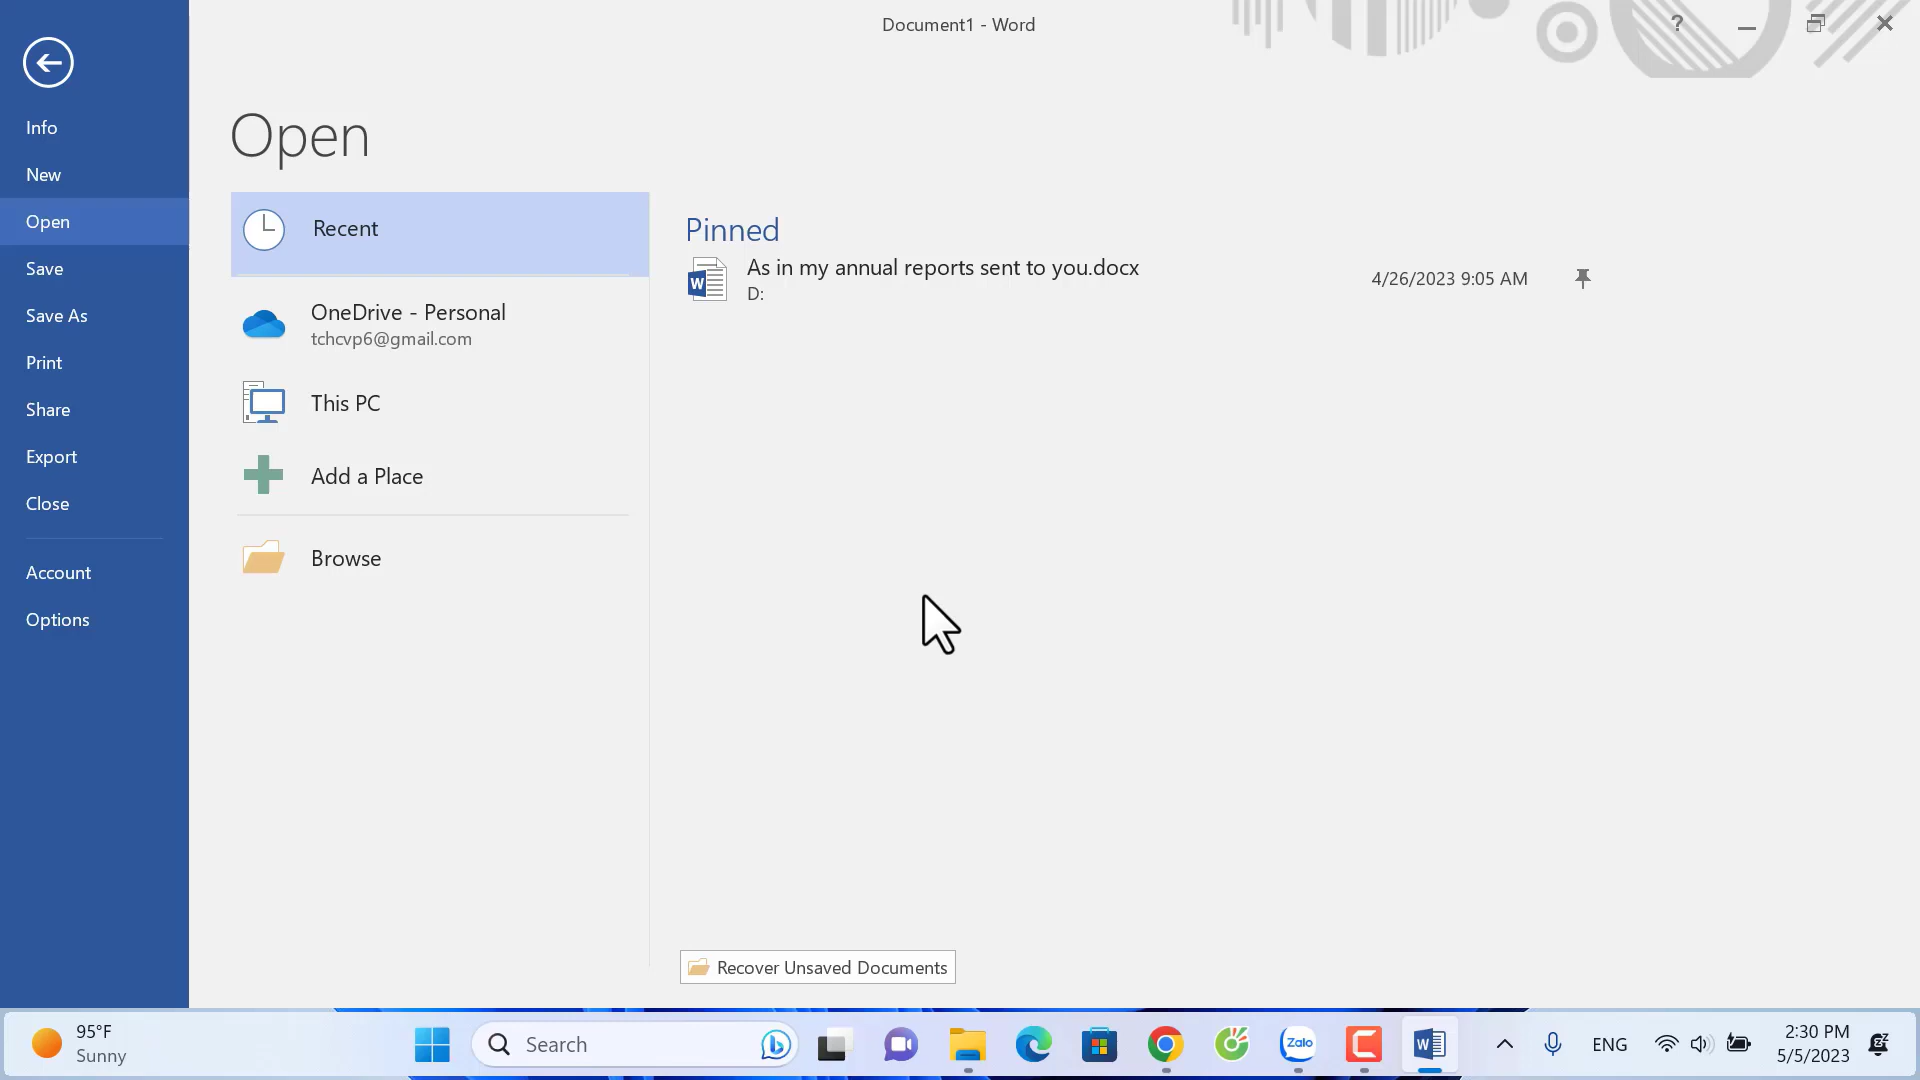 Document1 - Word
?
Info
New
Open
Save
Save As
Print
Share
Export
Close
Account
Options
Open
Recent
OneDrive - Personal
tchcvp6@gmail.com
This PC
Add a Place
Browse
Pinned
As in my annual reports sent to you.docx
D:
4/26/2023 9:05 AM
Recover Unsaved Documents
95°F
Sunny
Search
Zalo
W
ENG
2:30 PM
5/5/2023